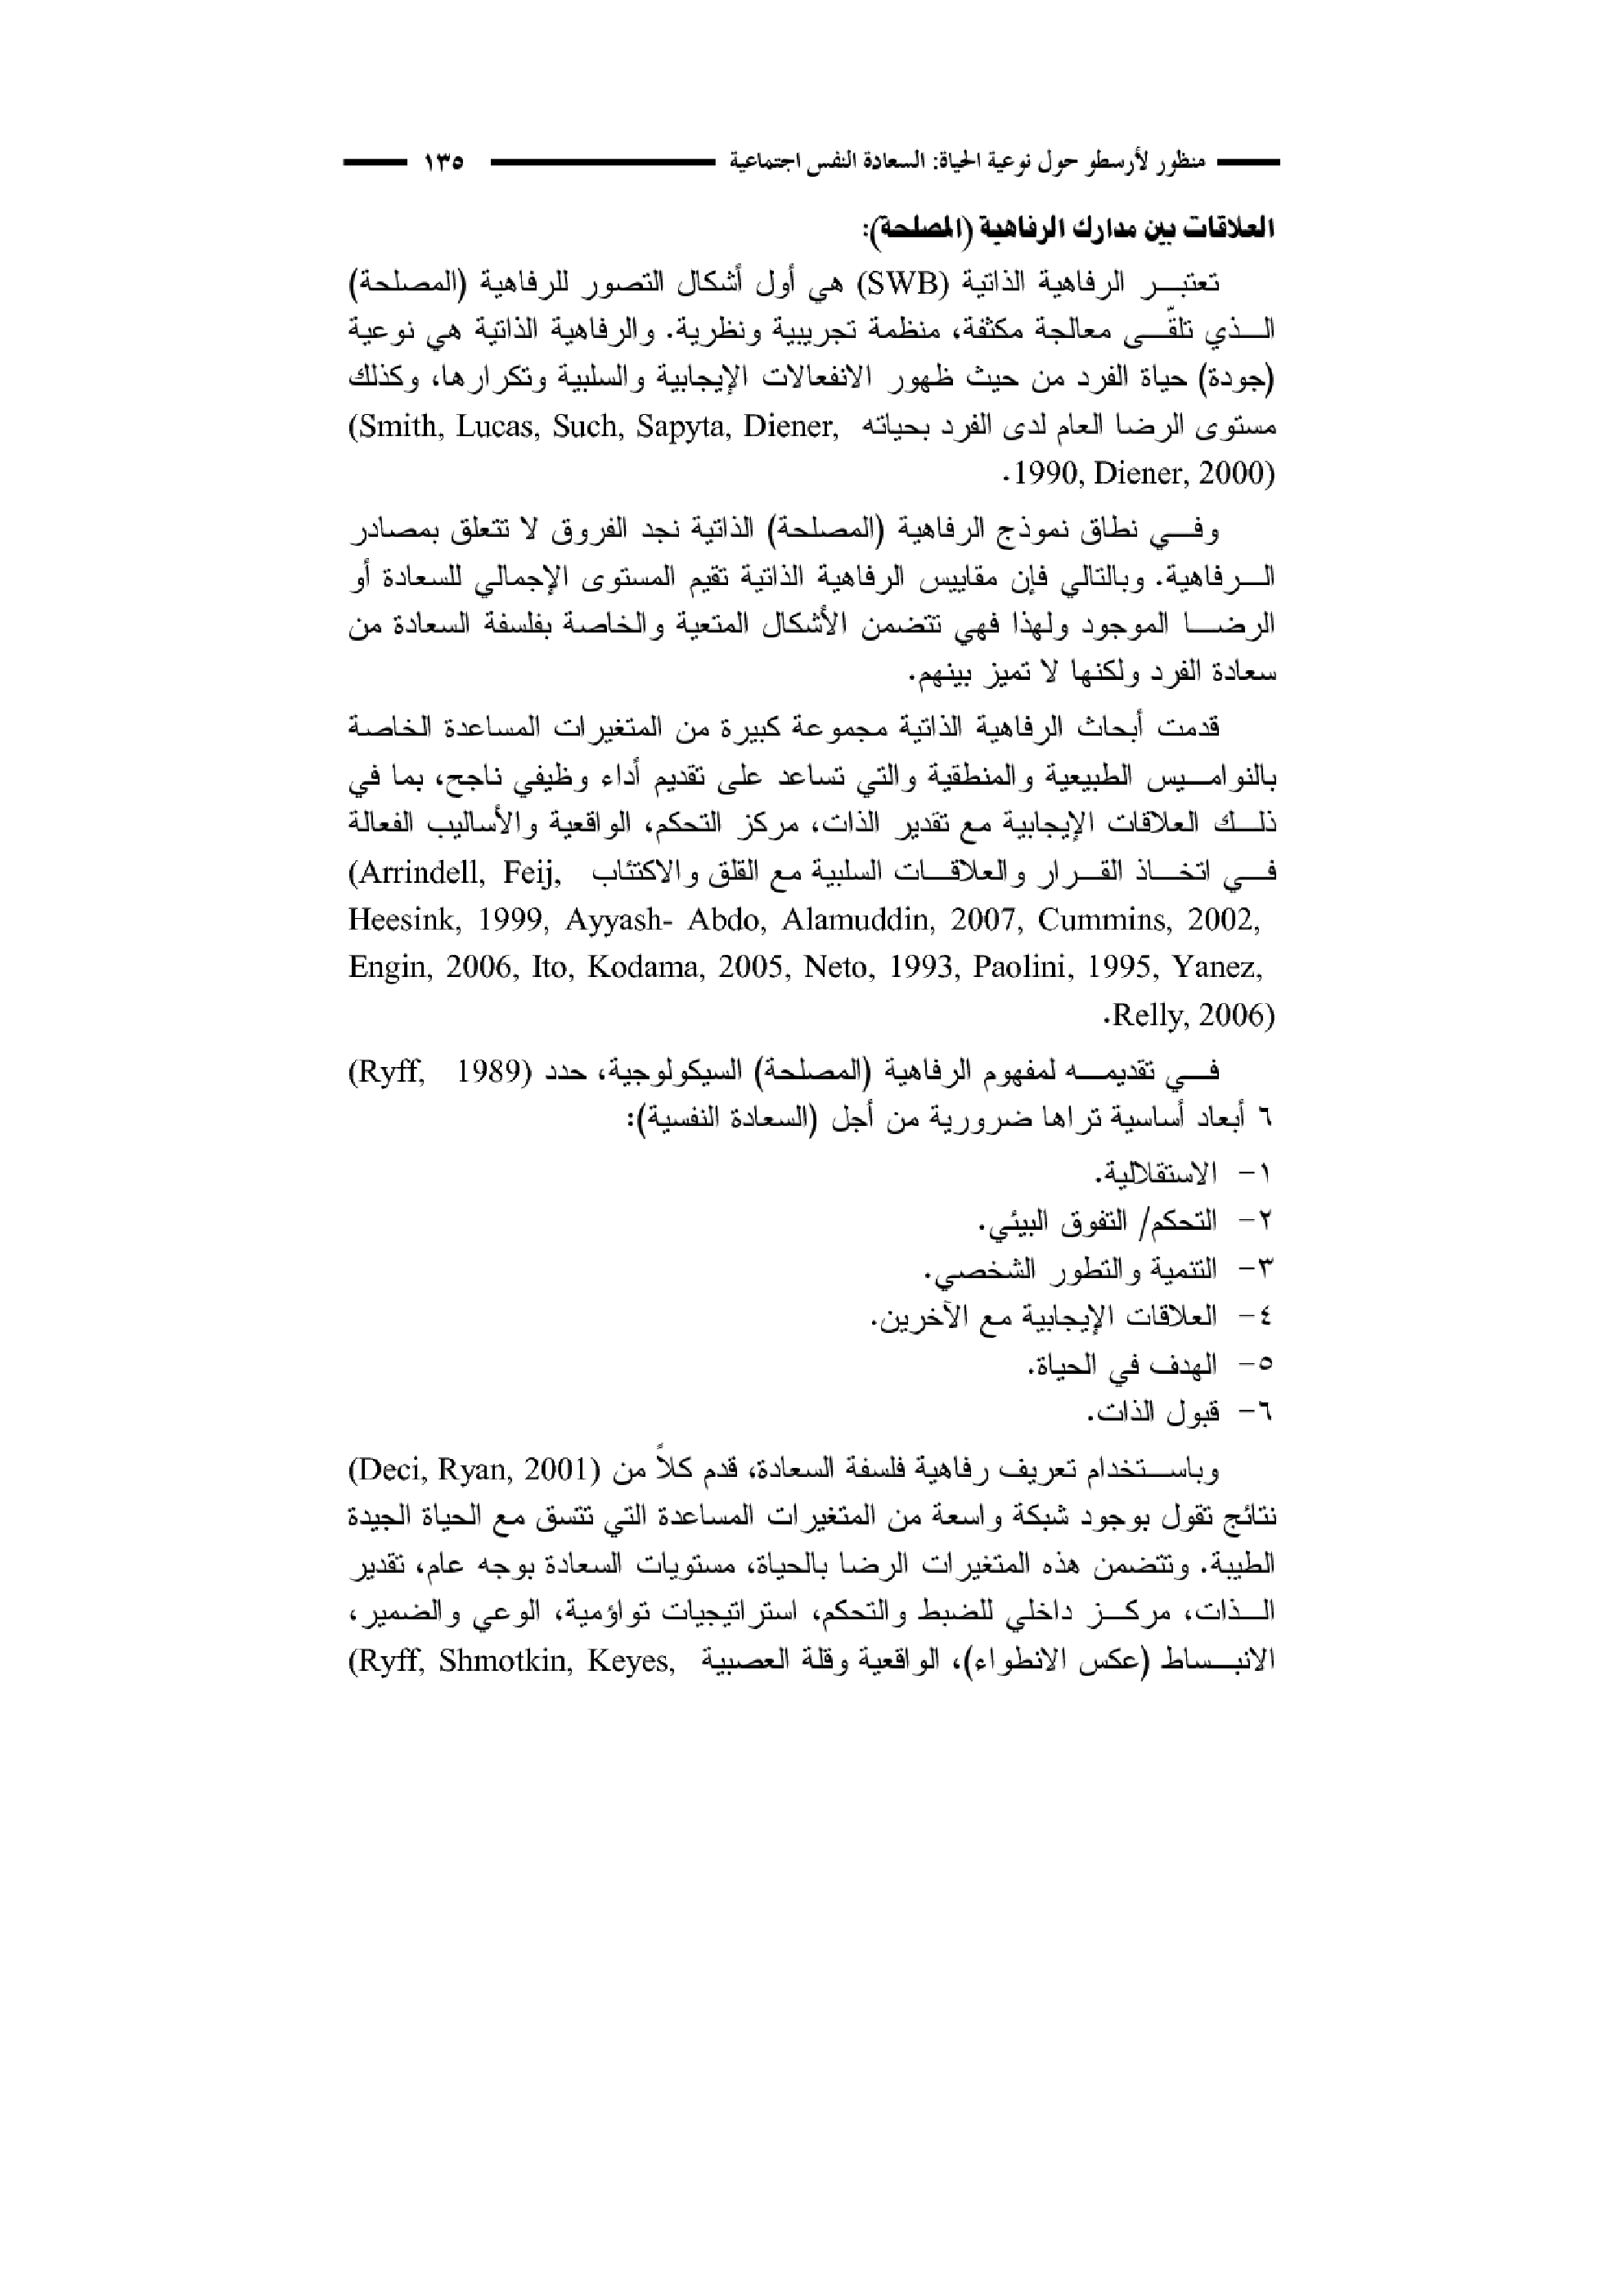 منظور لأرسطو حول نوعية الحياة: السعادة النفس اجتماعية ١٣٥
العلاقات بين مدارك الرفاهية (المصلحة):
تعتبر الرفاهية الذاتية (SWB) هي أول أشكال التصور للرفاهية (المصلحة)
الذي تلقّى معالجة مكثفة، منظمة تجريبية ونظرية. والرفاهية الذاتية هي نوعية
(جودة) حياة الفرد من حيث ظهور الانفعالات الإيجابية والسلبية وتكرارها، وكذلك
مستوى الرضا العام لدى الفرد بحياته (Smith, Lucas, Such, Sapyta, Diener,
1990, Diener, 2000).
وفي نطاق نموذج الرفاهية (المصلحة) الذاتية نجد الفروق لا تتعلق بمصادر
الرفاهية. وبالتالي فإن مقاييس الرفاهية الذاتية تقيم المستوى الإجمالي للسعادة أو
الرضا الموجود ولهذا فهي تتضمن الأشكال المتعية والخاصة بفلسفة السعادة من
سعادة الفرد ولكنها لا تميز بينهم.
قدمت أبحاث الرفاهية الذاتية مجموعة كبيرة من المتغيرات المساعدة الخاصة
بالنواميس الطبيعية والمنطقية والتي تساعد على تقديم أداء وظيفي ناجح، بما في
ذلك العلاقات الإيجابية مع تقدير الذات، مركز التحكم، الواقعية والأساليب الفعالة
في اتخاذ القرار والعلاقات السلبية مع القلق والاكتئاب (Arrindell, Feij,
Heesink, 1999, Ayyash- Abdo, Alamuddin, 2007, Cummins, 2002,
Engin, 2006, Ito, Kodama, 2005, Neto, 1993, Paolini, 1995, Yanez,
Relly, 2006).
في تقديمه لمفهوم الرفاهية (المصلحة) السيكولوجية، حدد (Ryff, 1989)
٦ أبعاد أساسية تراها ضرورية من أجل (السعادة النفسية):
١- الاستقلالية.
٢- التحكم/ التفوق البيئي.
٣- التنمية والتطور الشخصي.
٤- العلاقات الإيجابية مع الآخرين.
٥- الهدف في الحياة.
٦- قبول الذات.
وباستخدام تعريف رفاهية فلسفة السعادة، قدم كلاً من (Deci, Ryan, 2001)
نتائج تقول بوجود شبكة واسعة من المتغيرات المساعدة التي تتسق مع الحياة الجيدة
الطيبة. وتتضمن هذه المتغيرات الرضا بالحياة، مستويات السعادة بوجه عام، تقدير
الذات، مركز داخلي للضبط والتحكم، استراتيجيات تواؤمية، الوعي والضمير،
الانبساط (عكس الانطواء)، الواقعية وقلة العصبية (Ryff, Shmotkin, Keyes,